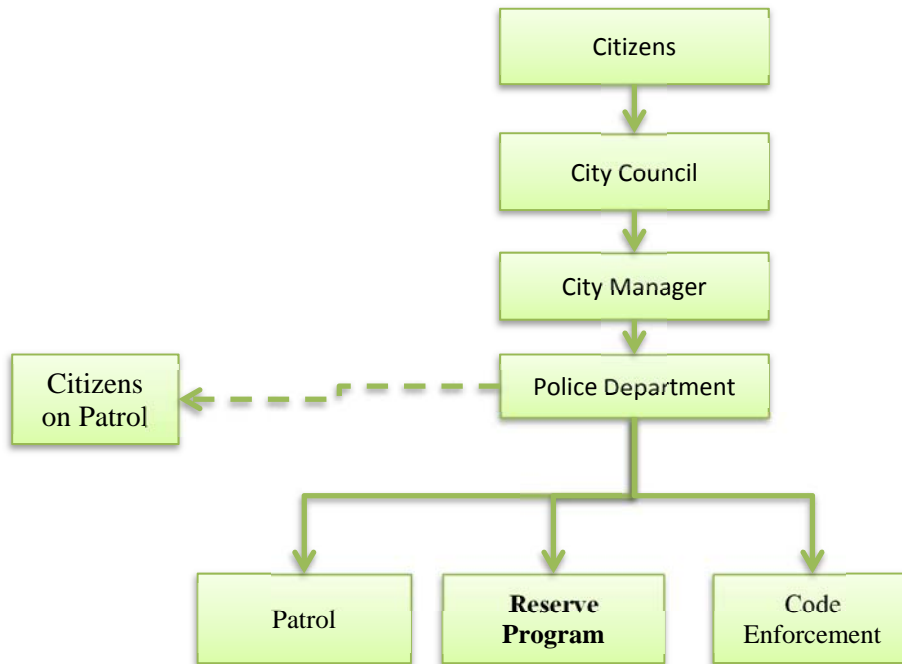 Citizens
City Council
City Manager
Police Department
Citizens
on Patrol
Patrol
Reserve
Program
Code
Enforcement